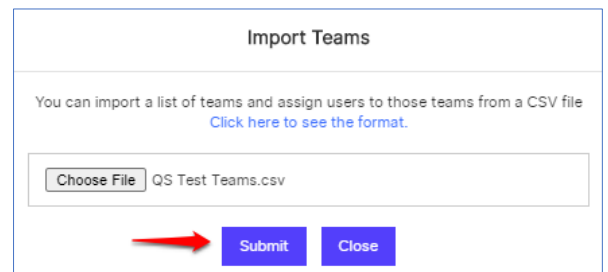 Import Teams
You can import a list of teams and assign users to those teams from a CSV file
Click here to see the format.
Choose File QS Test Teams.csv
Submit Close